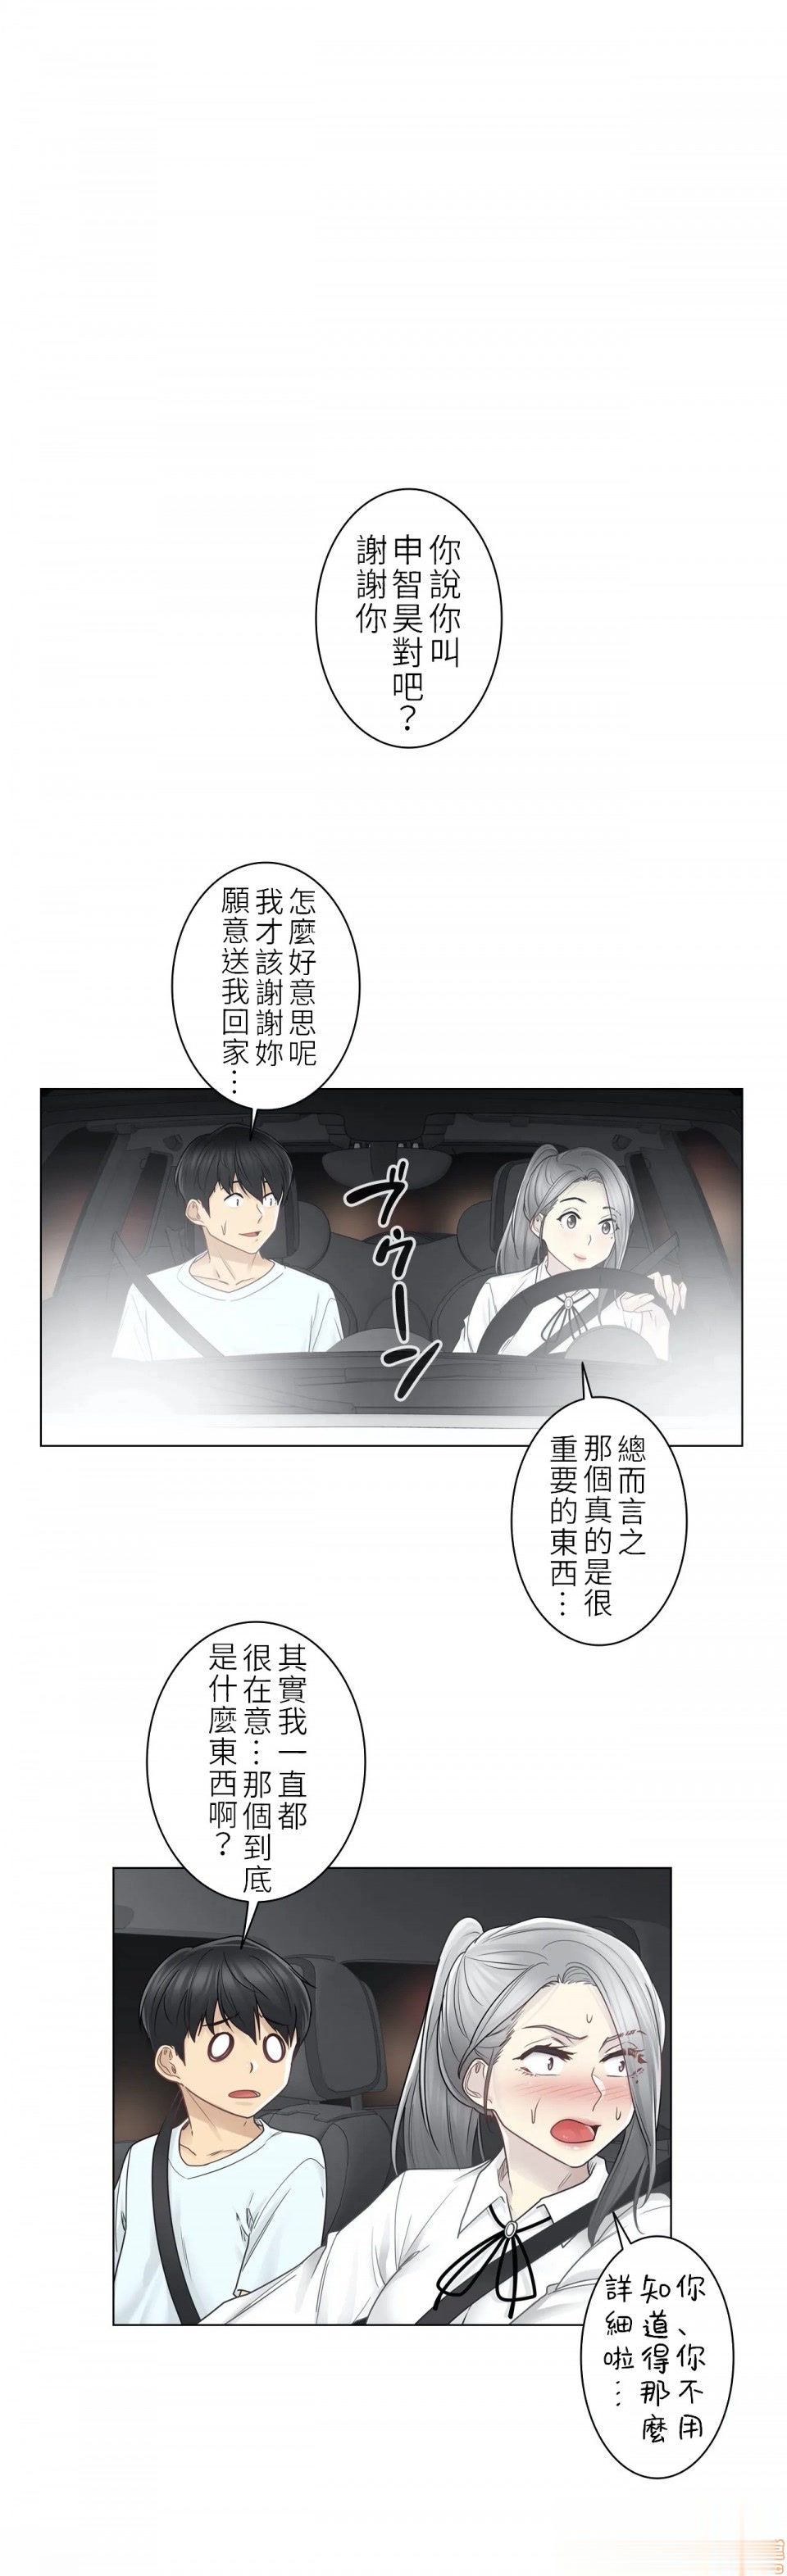 你說你叫
申智昊對吧？
謝謝你
怎麼好意思呢
我才該謝謝妳
願意送我回家…
ブゥーン
總而言之
那個真的是很
重要的東西…
其實我一直都
很在意…那個到底
是什麼東西啊？
你、你不用
知道得那麼
詳細啦…